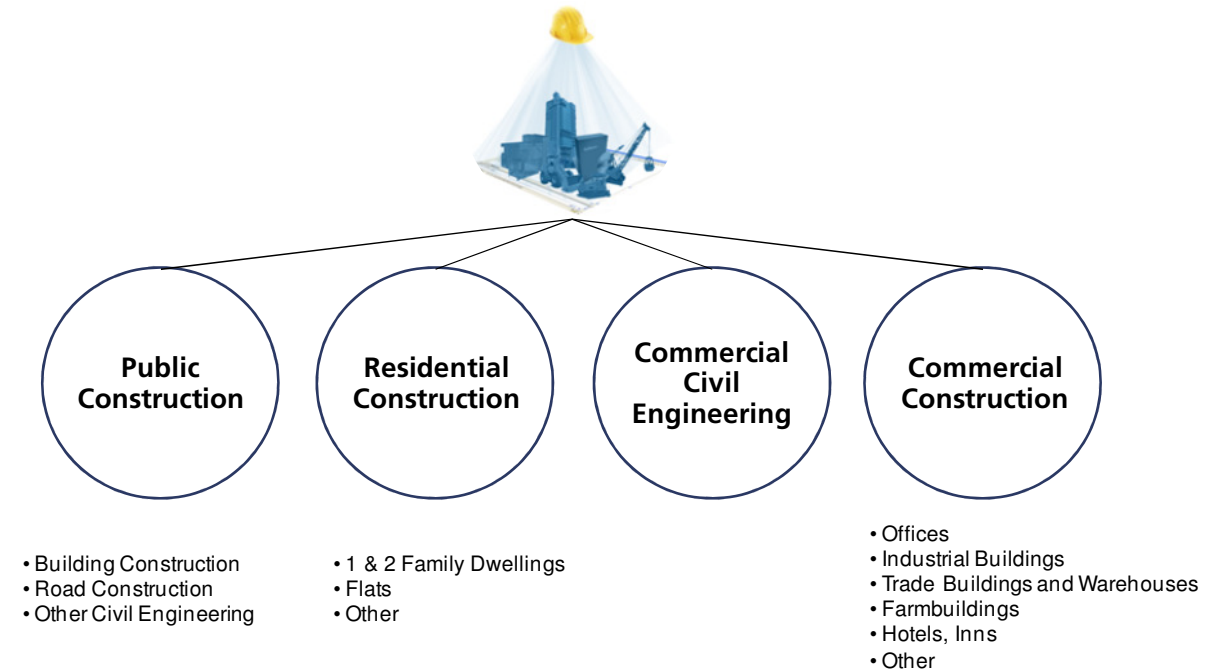 Public
Construction
Residential
Construction
Commercial
Civil
Engineering
Commercial
Construction
• Building Construction
• Road Construction
• Other Civil Engineering
• 1 & 2 Family Dwellings
• Flats
• Other
• Offices
• Industrial Buildings
• Trade Buildings and Warehouses
• Farmbuildings
• Hotels, Inns
• Other